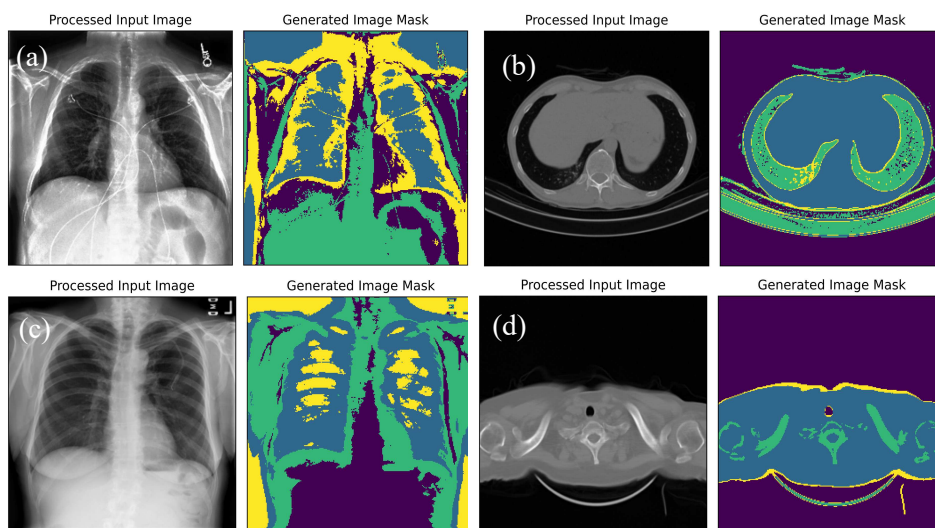 Processed Input Image
Generated Image Mask
Processed Input Image
Generated Image Mask
(a)
(b)
Processed Input Image
Generated Image Mask
Processed Input Image
Generated Image Mask
(c)
L
(d)